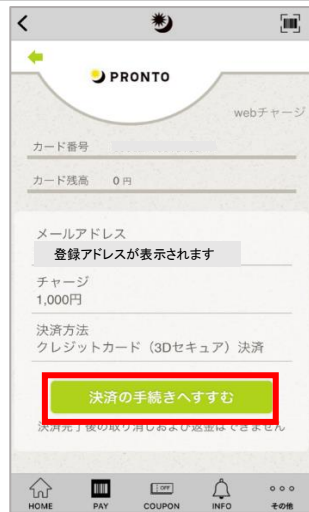 PRONTO
webチャージ
カード番号
カード残高 0 円
メールアドレス
登録アドレスが表示されます
チャージ
1,000円
決済方法
クレジットカード（3Dセキュア）決済
決済の手続きへすすむ
決済完了後の取り消しおよび返金はできません
OFF
HOME PAY COUPON INFO その他